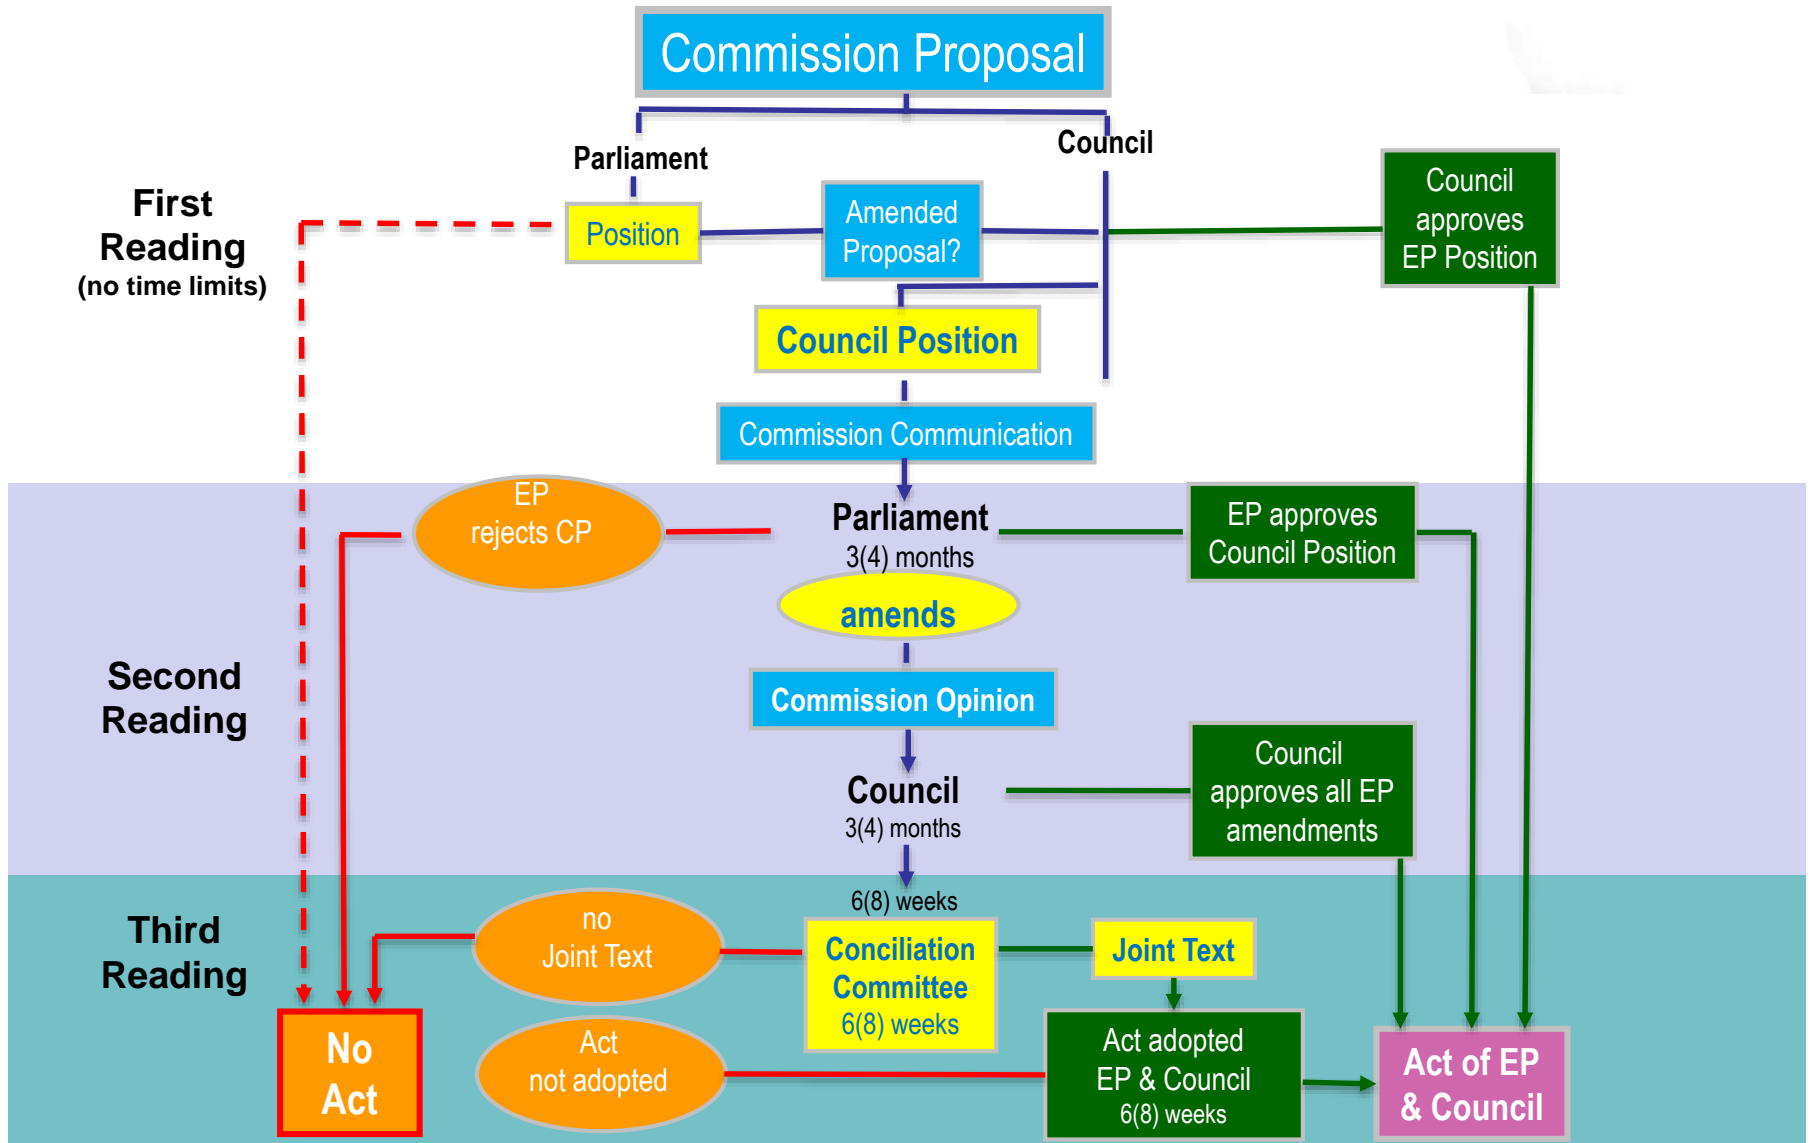 Commission Proposal
Parliament
Council
First
Reading
(no time limits)
Position
Amended
Proposal?
Council
approves
EP Position
Council Position
Commission Communication
EP
rejects CP
Parliament
3(4) months
EP approves
Council Position
amends
Second
Reading
Commission Opinion
Council
3(4) months
Council
approves all EP
amendments
Third
Reading
no
Joint Text
6(8) weeks
Conciliation
Committee
6(8) weeks
Joint Text
No
Act
Act
not adopted
Act adopted
EP & Council
6(8) weeks
Act of EP
& Council